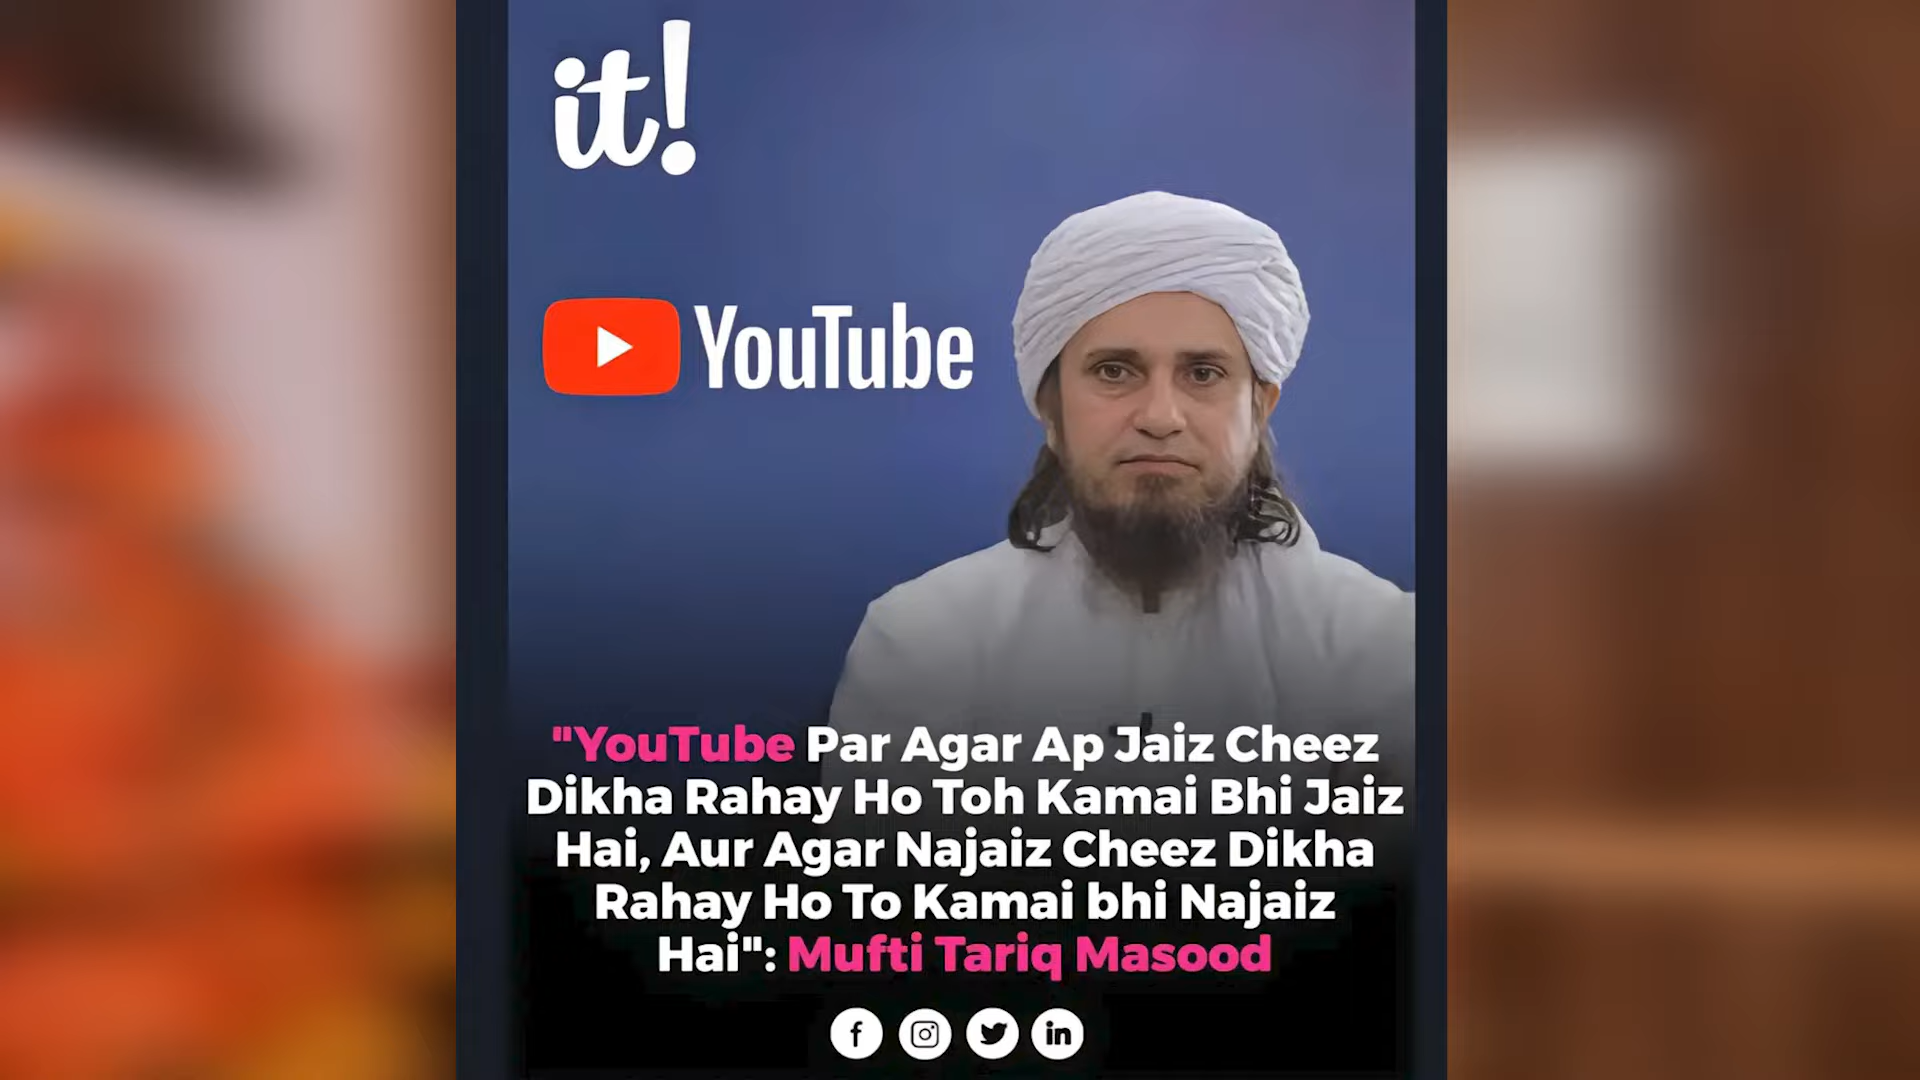 it!
YouTube
"YouTube Par Agar Ap Jaiz Cheez
Dikha Rahay Ho Toh Kamai Bhi Jaiz
Hai, Aur Agar Najaiz Cheez Dikha
Rahay Ho To Kamai bhi Najaiz
Hai": Mufti Tariq Masood
f in